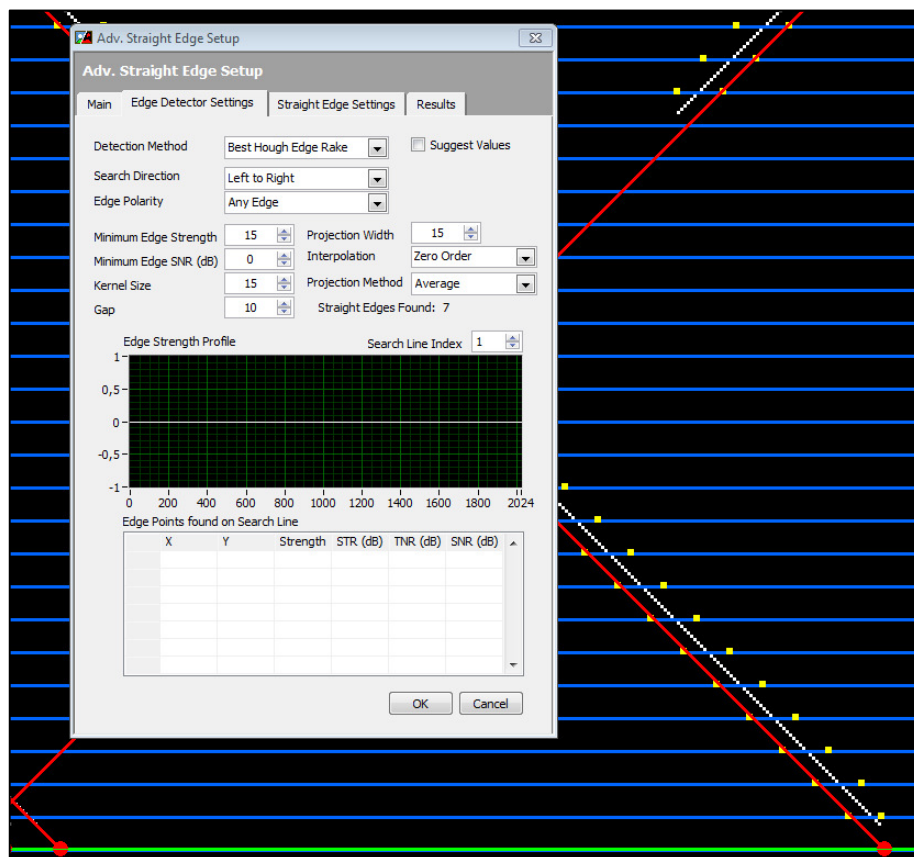 Adv. Straight Edge Setup
Adv. Straight Edge Setup
Main Edge Detector Settings Straight Edge Settings Results
Detection Method Best Hough Edge Rake Suggest Values
Search Direction Left to Right
Edge Polarity Any Edge
Minimum Edge Strength 15 Projection Width 15
Minimum Edge SNR (dB) 0 Interpolation Zero Order
Kernel Size 15 Projection Method Average
Gap 10 Straight Edges Found: 7
Edge Strength Profile Search Line Index 1
1
0,5
0
-0,5
-1
0 200 400 600 800 1000 1200 1400 1600 1800 2024
Edge Points found on Search Line
X Y Strength STR (dB) TNR (dB) SNR (dB)
OK Cancel